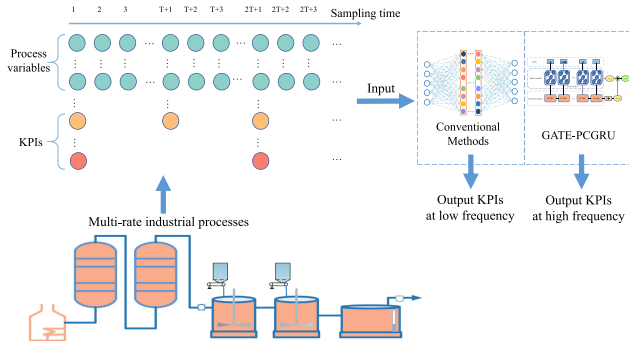 1 2 3 T+1 T+2 T+3 2T+1 2T+2 2T+3 Sampling time
Process
variables
... ... ...
KPIs
...
...
Input
Conventional
Methods
GATE-PCGRU
Output KPIs
at low frequency
Output KPIs
at high frequency
Multi-rate industrial processes